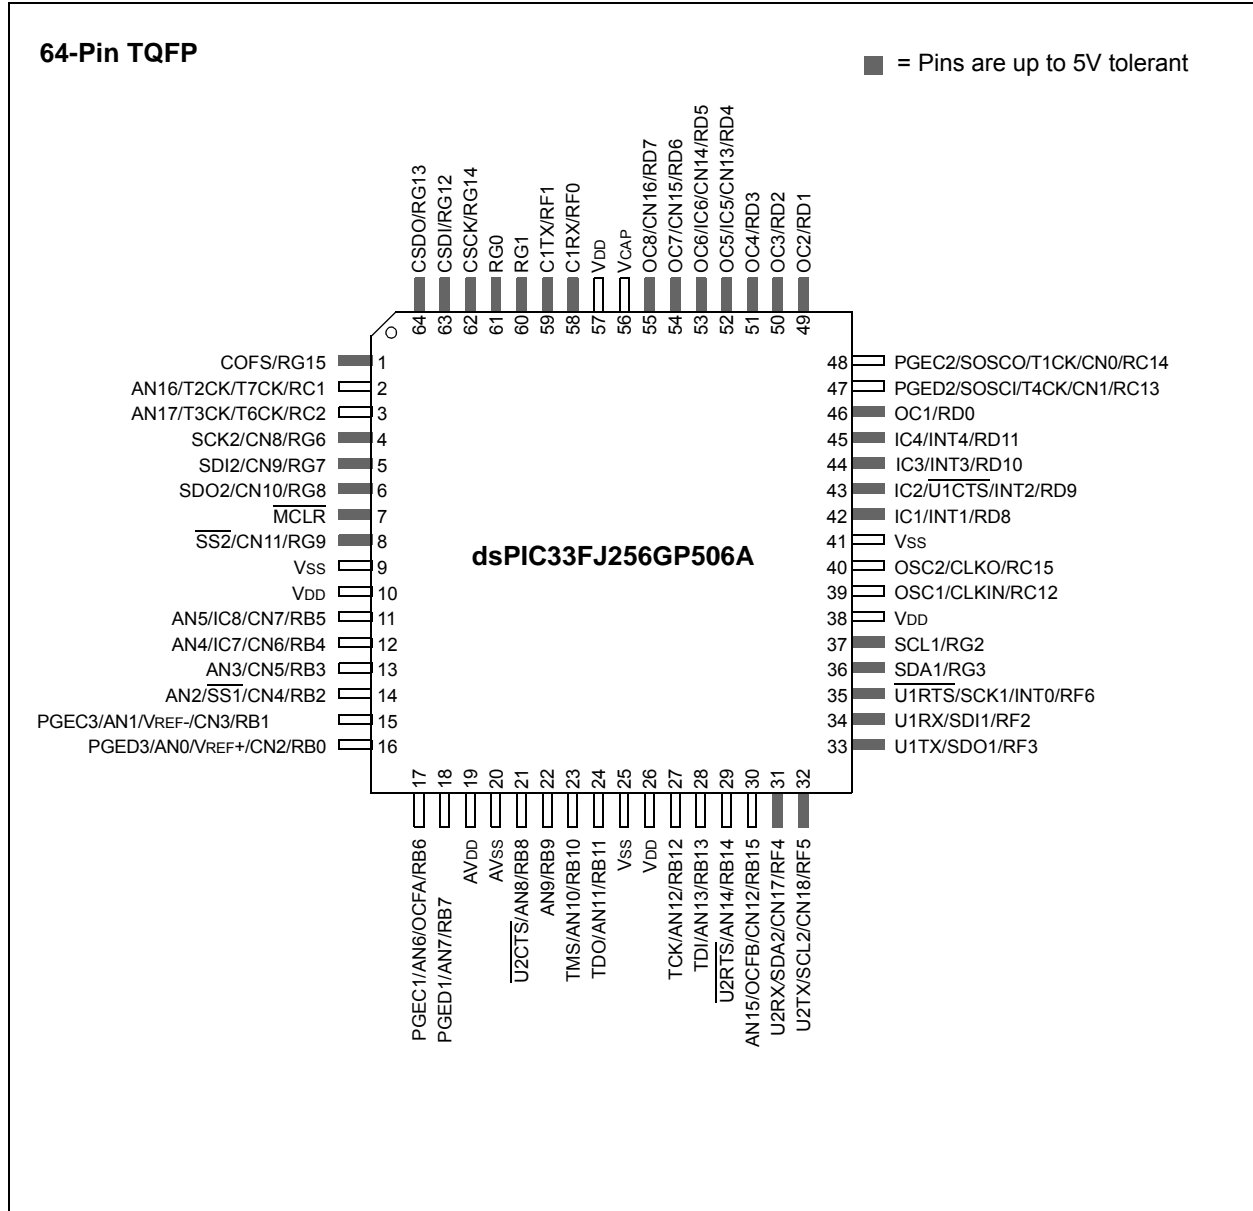 64-Pin TQFP
= Pins are up to 5V tolerant
CSDO/RG13
CSDI/RG12
CSCK/RG14
RG0
RG1
C1TX/RF1
C1RX/RF0
VDD
VCAP
OC8/CN16/RD7
OC7/CN15/RD6
OC6/IC6/CN14/RD5
OC5/IC5/CN13/RD4
OC4/RD3
OC3/RD2
OC2/RD1
64
63
62
61
60
59
58
57
56
55
54
53
52
51
50
49
COFS/RG15 1
AN16/T2CK/T7CK/RC1 2
AN17/T3CK/T6CK/RC2 3
SCK2/CN8/RG6 4
SDI2/CN9/RG7 5
SDO2/CN10/RG8 6
MCLR 7
SS2/CN11/RG9 8
VSS 9
VDD 10
AN5/IC8/CN7/RB5 11
AN4/IC7/CN6/RB4 12
AN3/CN5/RB3 13
AN2/SS1/CN4/RB2 14
PGEC3/AN1/VREF-/CN3/RB1 15
PGED3/AN0/VREF+/CN2/RB0 16
dsPIC33FJ256GP506A
48 PGEC2/SOSCO/T1CK/CN0/RC14
47 PGED2/SOSCI/T4CK/CN1/RC13
46 OC1/RD0
45 IC4/INT4/RD11
44 IC3/INT3/RD10
43 IC2/U1CTS/INT2/RD9
42 IC1/INT1/RD8
41 VSS
40 OSC2/CLKO/RC15
39 OSC1/CLKIN/RC12
38 VDD
37 SCL1/RG2
36 SDA1/RG3
35 U1RTS/SCK1/INT0/RF6
34 U1RX/SDI1/RF2
33 U1TX/SDO1/RF3
17
18
19
20
21
22
23
24
25
26
27
28
29
30
31
32
PGEC1/AN6/OCFA/RB6
PGED1/AN7/RB7
AVDD
AVSS
U2CTS/AN8/RB8
AN9/RB9
TMS/AN10/RB10
TDO/AN11/RB11
VSS
VDD
TCK/AN12/RB12
TDI/AN13/RB13
U2RTS/AN14/RB14
AN15/OCFB/CN12/RB15
U2RX/SDA2/CN17/RF4
U2TX/SCL2/CN18/RF5